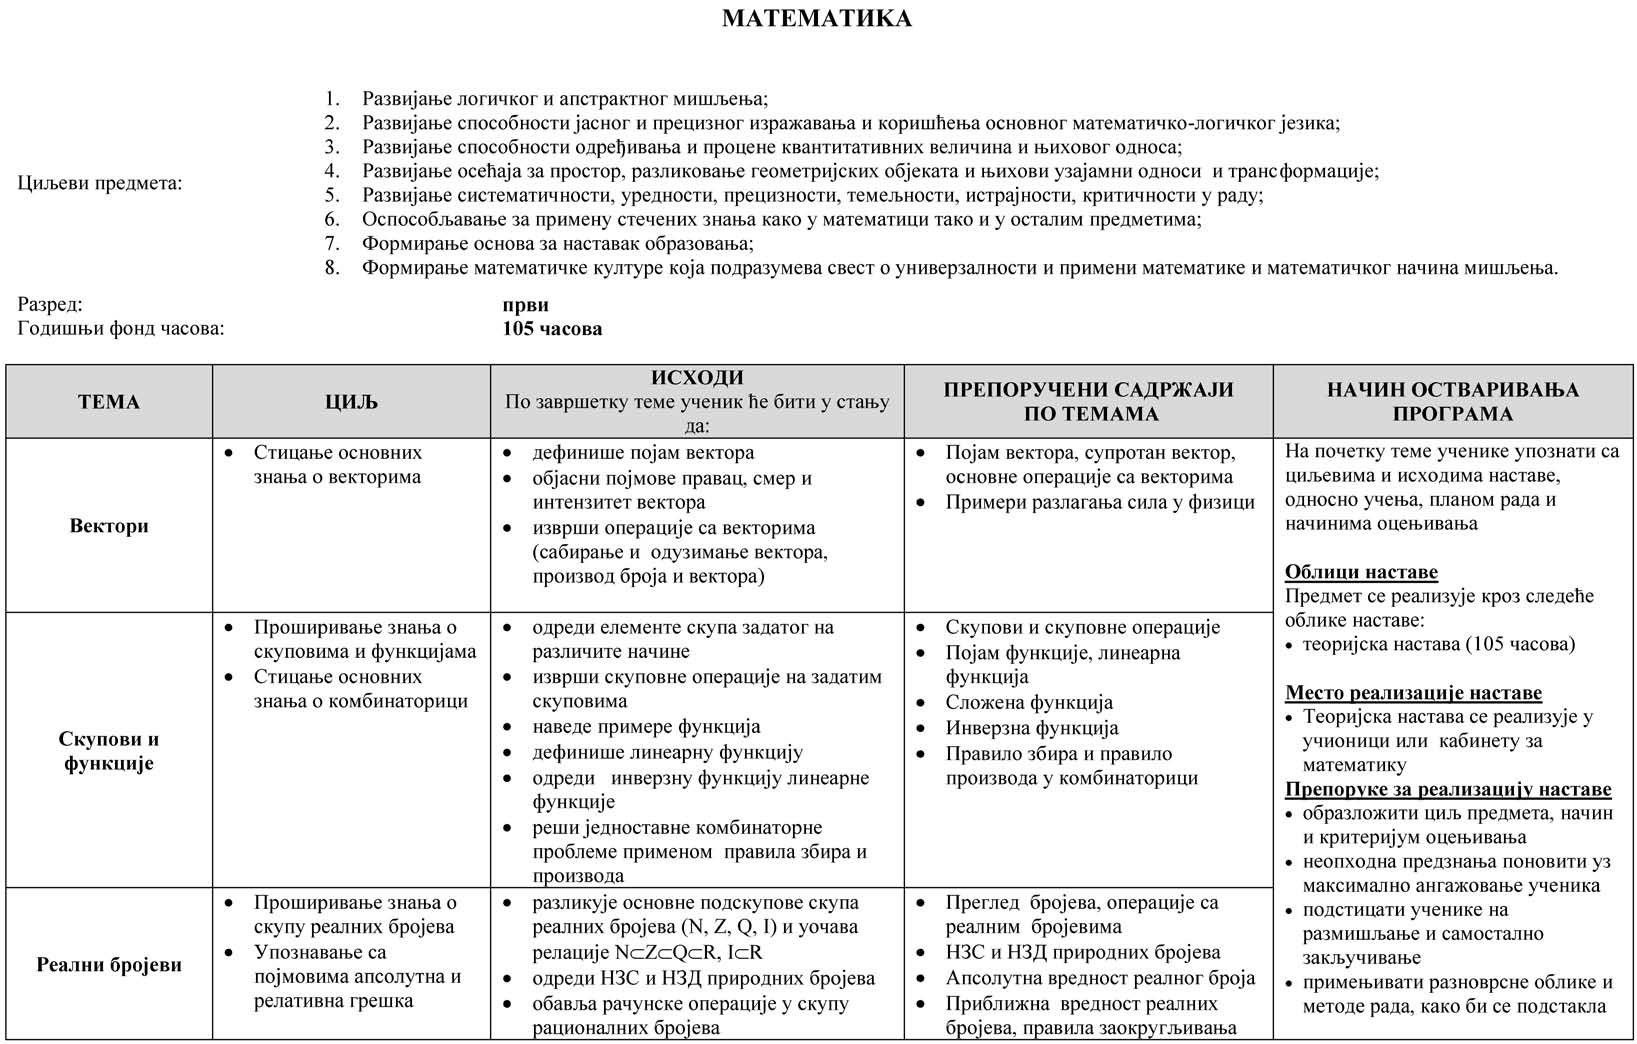 МАТЕМАТИКА
Циљеви предмета:
1. Развијање логичког и апстрактног мишљења;
2. Развијање способности јасног и прецизног изражавања и коришћења основног математичко-логичког језика;
3. Развијање способности одређивања и процене квантитативних величина и њиховог односа;
4. Развијање осећаја за простор, разликовање геометријских објеката и њихови узајамни односи и трансформације;
5. Развијање систематичности, уредности, прецизности, темељности, истрајности, критичности у раду;
6. Оспособљавање за примену стечених знања како у математици тако и у осталим предметима;
7. Формирање основа за наставак образовања;
8. Формирање математичке културе која подразумева свест о универзалности и примени математике и математичког начина мишљења.
Разред: први
Годишњи фонд часова: 105 часова
ТЕМА
ЦИЉ
ИСХОДИ
По завршетку теме ученик ће бити у стању
да:
ПРЕПОРУЧЕНИ САДРЖАЈИ
ПО ТЕМАМА
НАЧИН ОСТВАРИВАЊА
ПРОГРАМА
Вектори
• Стицање основних
знања о векторима
• дефинише појам вектора
• објасни појмове правац, смер и
интензитет вектора
• изврши операције са векторима
(сабирање и одузимање вектора,
производ броја и вектора)
• Појам вектора, супротан вектор,
основне операције са векторима
• Примери разлагања сила у физици
Скупови и
функције
• Проширивање знања о
скуповима и функцијама
• Стицање основних
знања о комбинаторици
• одреди елементе скупа задатог на
различите начине
• изврши скуповне операције на задатим
скуповима
• наведе примере функција
• дефинише линеарну функцију
• одреди инверзну функцију линеарне
функције
• реши једноставне комбинаторне
проблеме применом правила збира и
производа
• Скупови и скуповне операције
• Појам функције, линеарна
функција
• Сложена функција
• Инверзна функција
• Правило збира и правило
производа у комбинаторици
Реални бројеви
• Проширивање знања о
скупу реалних бројева
• Упознавање са
појмовима апсолутна и
релативна грешка
• разликује основне подскупове скупа
реалних бројева (N, Z, Q, I) и уочава
релације N⊂Z⊂Q⊂R, I⊂R
• одреди НЗС и НЗД природних бројева
• обавља рачунске операције у скупу
рационалних бројева
• Преглед бројева, операције са
реалним бројевима
• НЗС и НЗД природних бројева
• Апсолутна вредност реалног броја
• Приближна вредност реалних
бројева, правила заокругљивања
На почетку теме ученике упознати са
циљевима и исходима наставе,
односно учења, планом рада и
начинима оцењивања
Облици наставе
Предмет се реализује кроз следеће
облике наставе:
• теоријска настава (105 часова)
Место реализације наставе
• Теоријска настава се реализује у
учионици или кабинету за
математику
Препоруке за реализацију наставе
• образложити циљ предмета, начин
и критеријум оцењивања
• неопходна предзнања поновити уз
максимално ангажовање ученика
• подстицати ученике на
размишљање и самостално
закључивање
• примењивати разноврсне облике и
методе рада, како би се подстакла